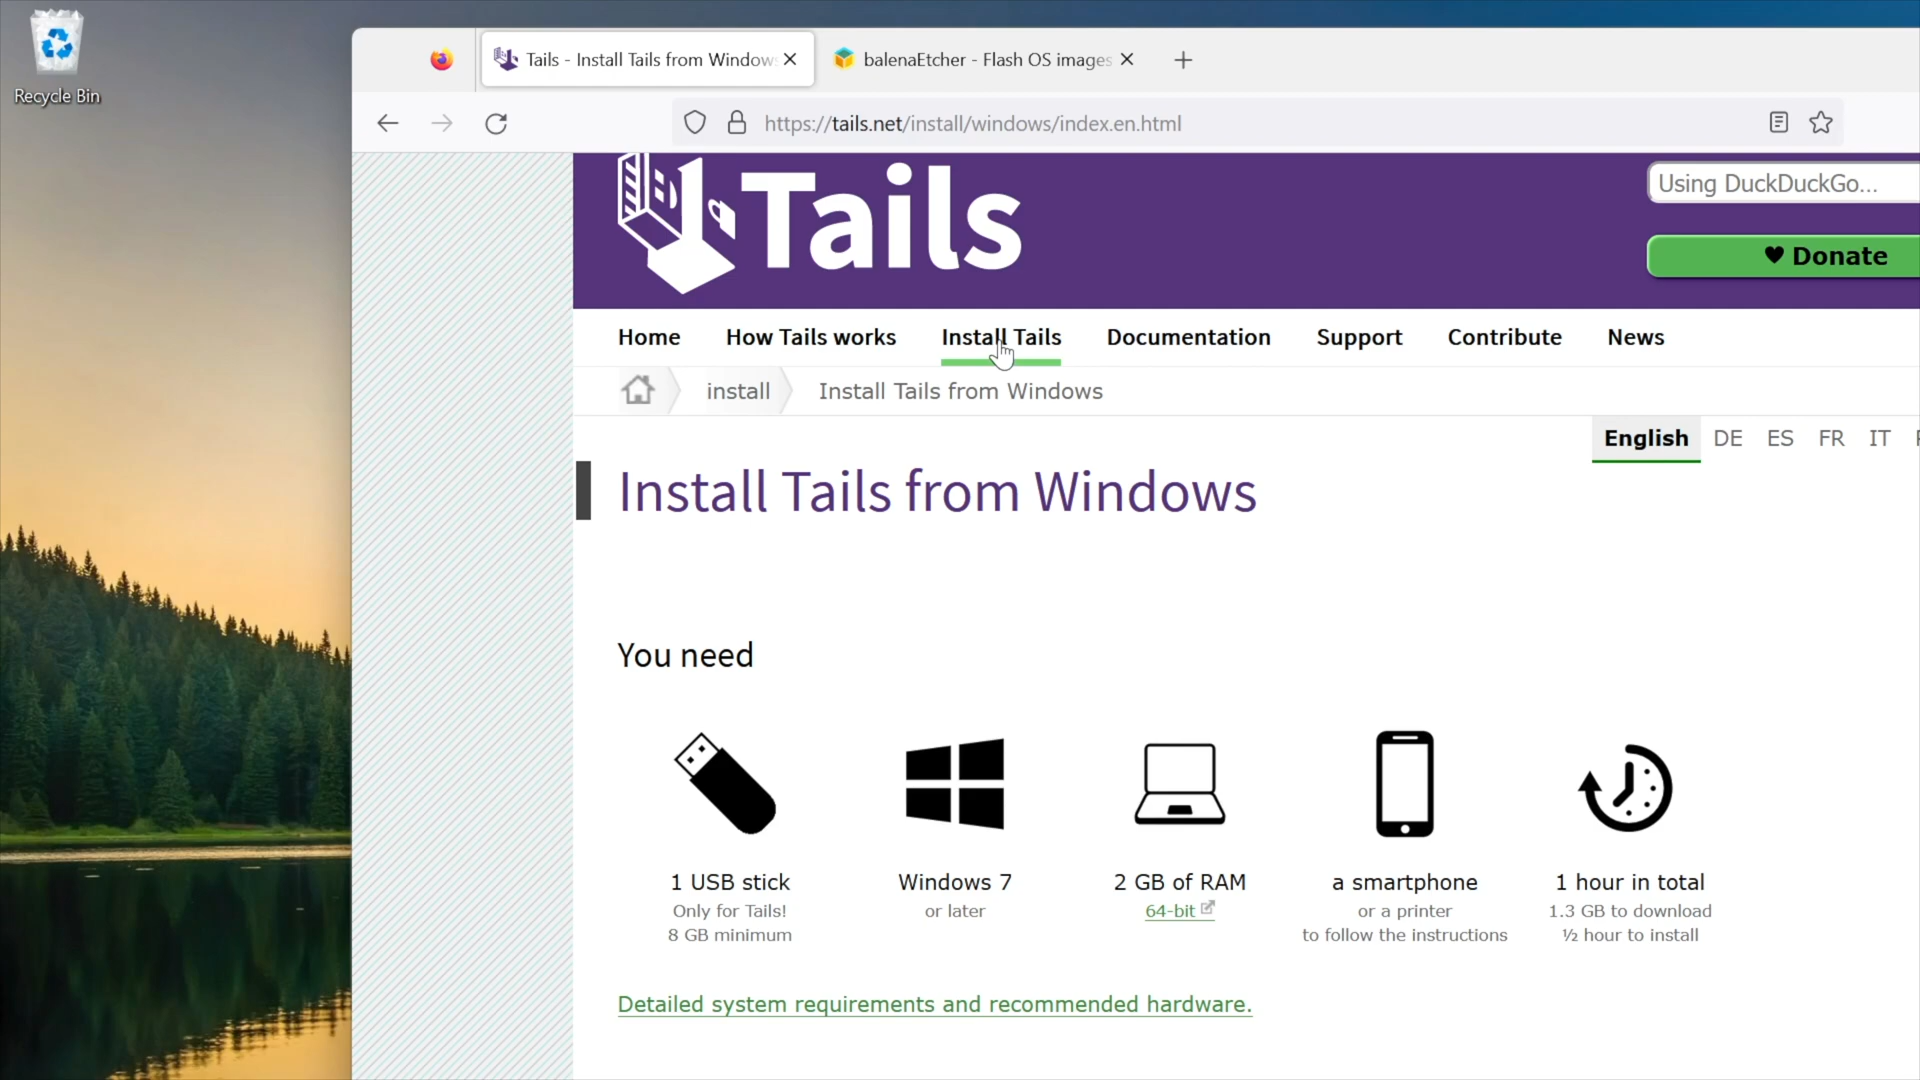 Recycle Bin
Tails - Install Tails from Window
balenaEtcher - Flash OS images
https://tails.net/install/windows/index.en.html
Tails
Using DuckDuckGo...
Donate
Home How Tails works Install Tails Documentation Support Contribute News
install Install Tails from Windows
English DE ES FR IT
Install Tails from Windows
You need
1 USB stick
Only for Tails!
8 GB minimum
Windows 7
or later
2 GB of RAM
64-bit
a smartphone
or a printer
to follow the instructions
1 hour in total
1.3 GB to download
½ hour to install
Detailed system requirements and recommended hardware.